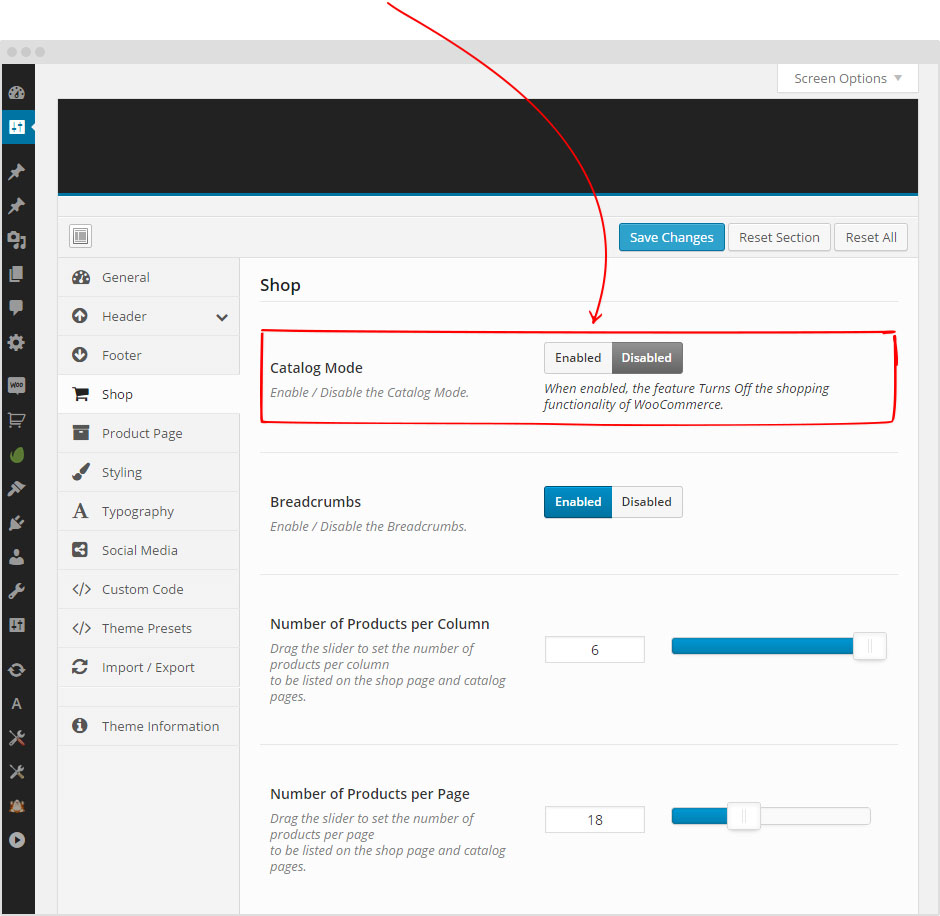 Screen Options
Save Changes
Reset Section
Reset All
General
Header
Footer
Shop
Product Page
Styling
Typography
Social Media
Custom Code
Theme Presets
Import / Export
Theme Information
Shop
Catalog Mode
Enable / Disable the Catalog Mode.
Enabled
Disabled
When enabled, the feature Turns Off the shopping
functionality of WooCommerce.
Breadcrumbs
Enable / Disable the Breadcrumbs.
Enabled
Disabled
Number of Products per Column
Drag the slider to set the number of
products per column
to be listed on the shop page and catalog
pages.
6
Number of Products per Page
Drag the slider to set the number of
products per page
to be listed on the shop page and catalog
pages.
18
WOO
A